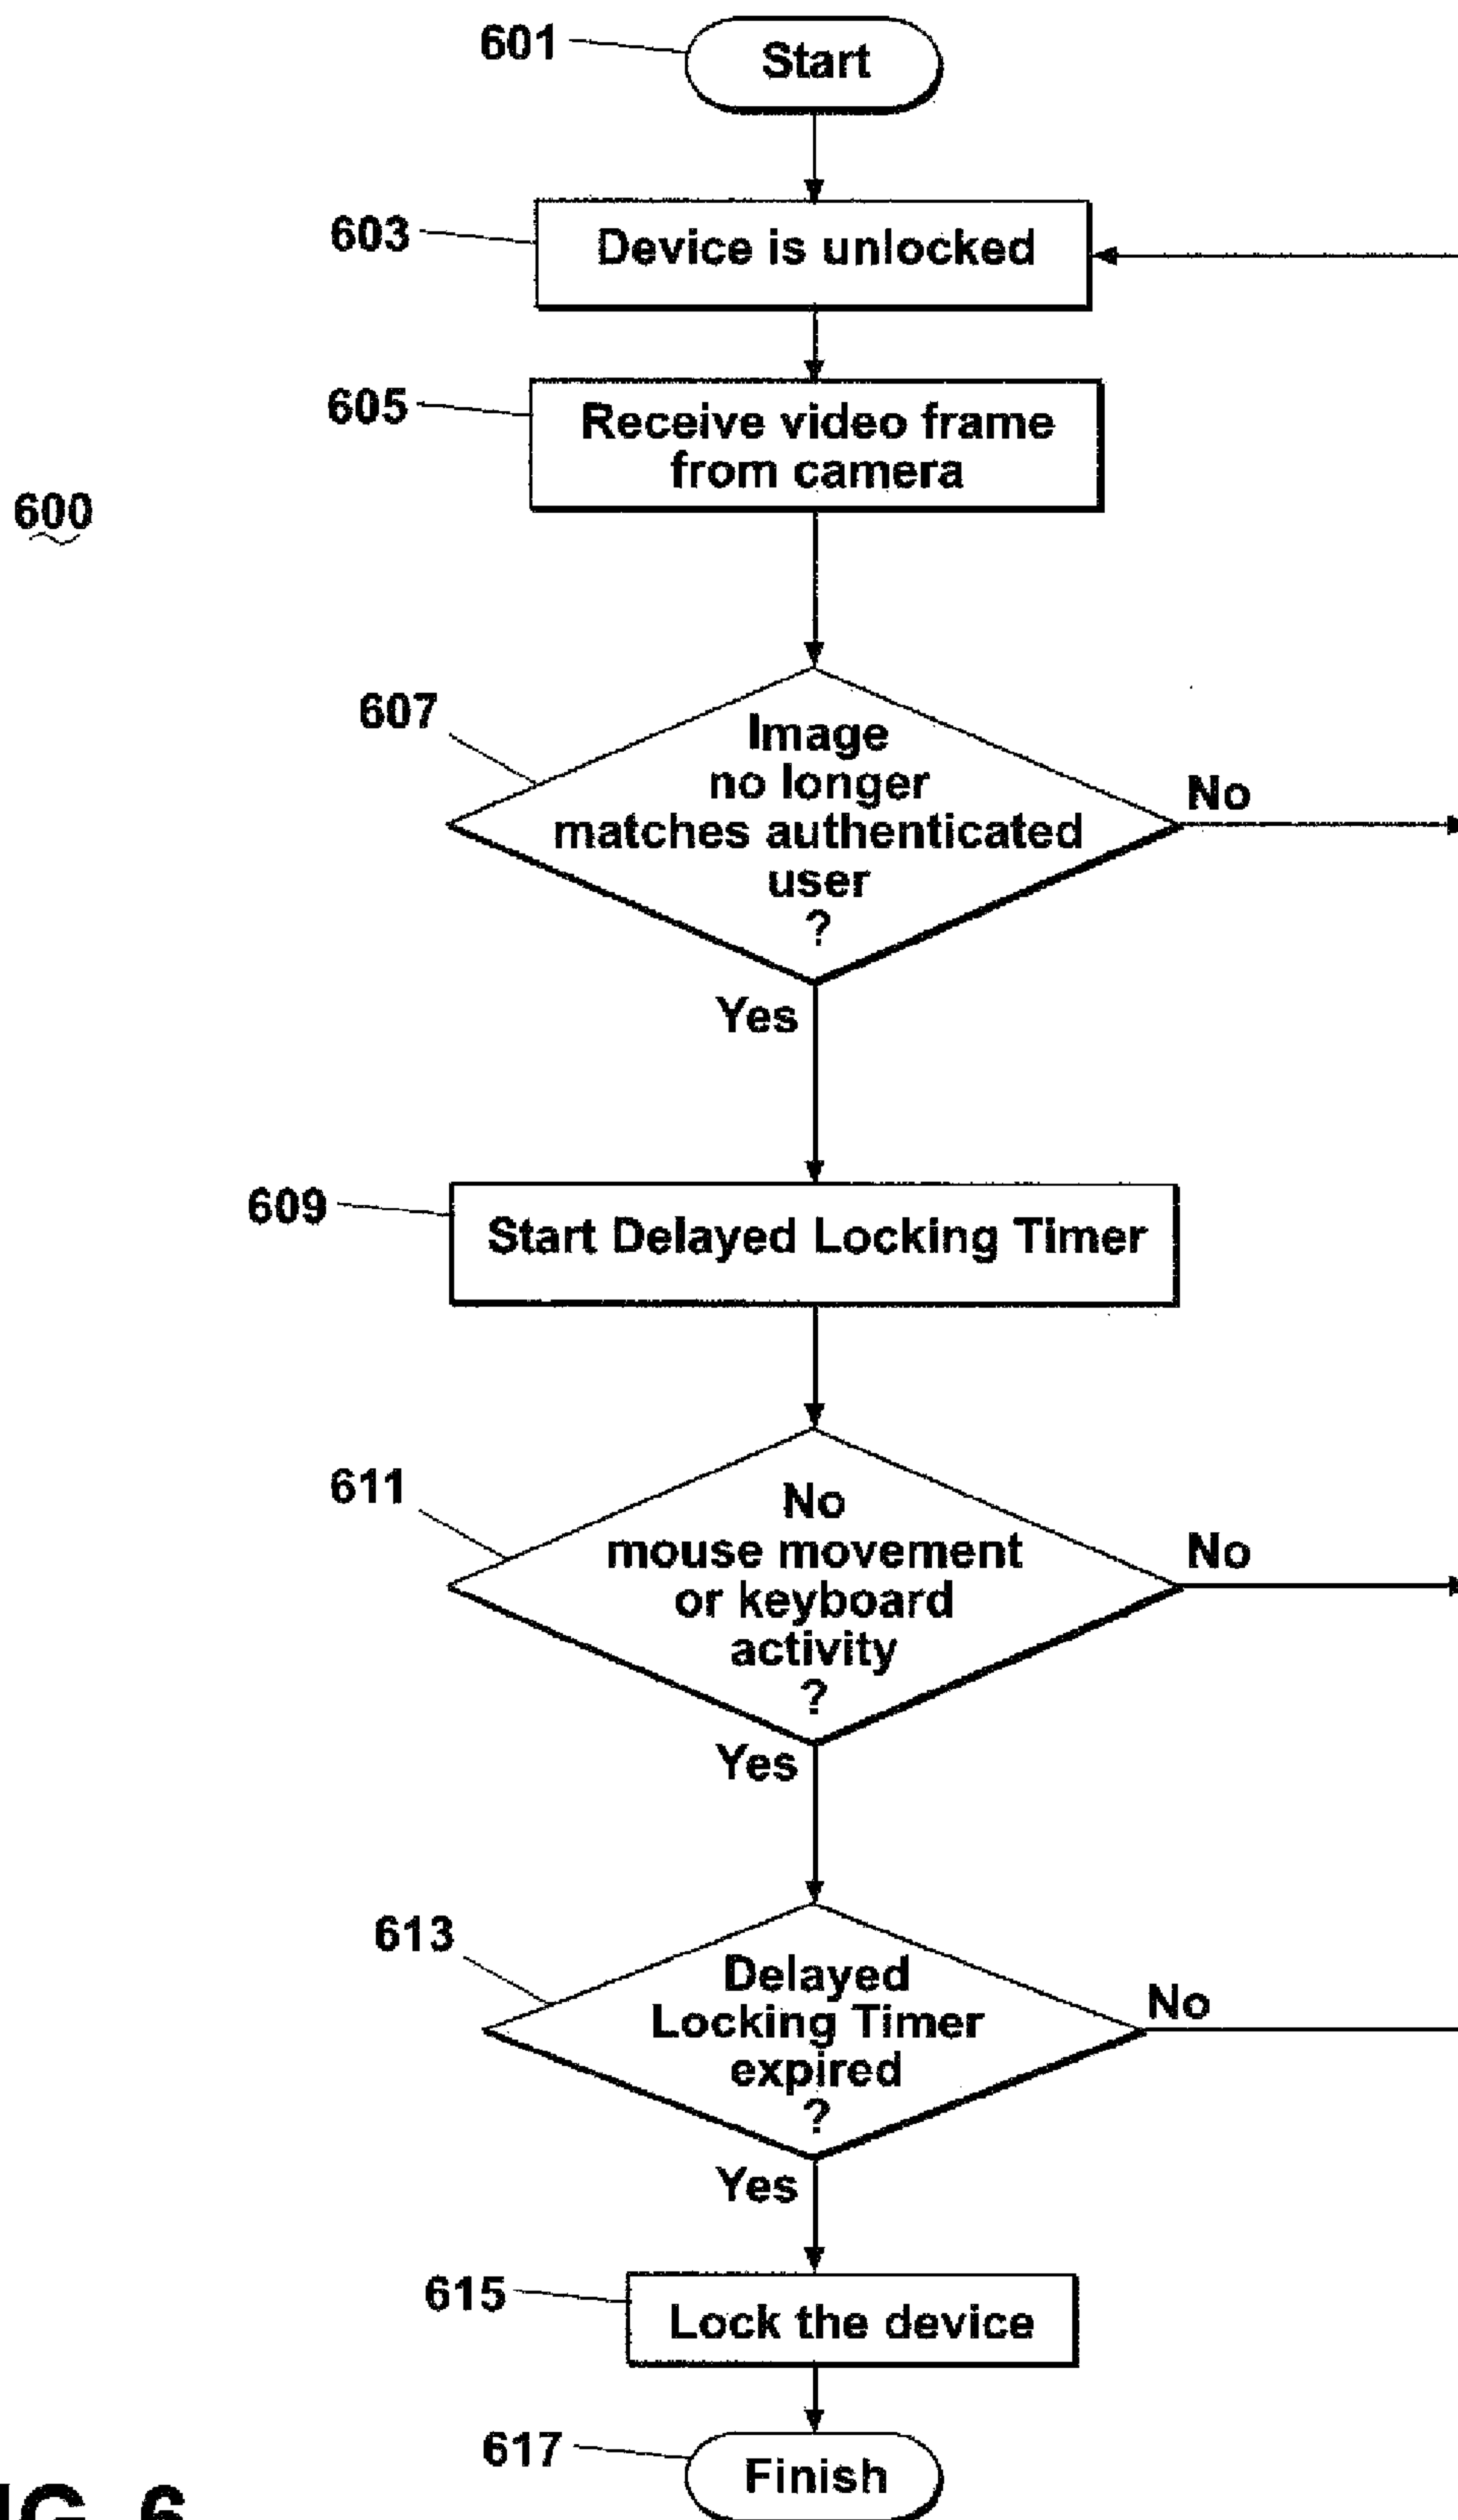 601
Start
603
Device is unlocked
605
Receive video frame
from camera
600
607
Image
no longer
matches authenticated
user
?
No
Yes
609
Start Delayed Locking Timer
611
No
mouse movement
or keyboard
activity
?
No
Yes
613
Delayed
Locking Timer
expired
?
No
Yes
615
Lock the device
617
Finish
6